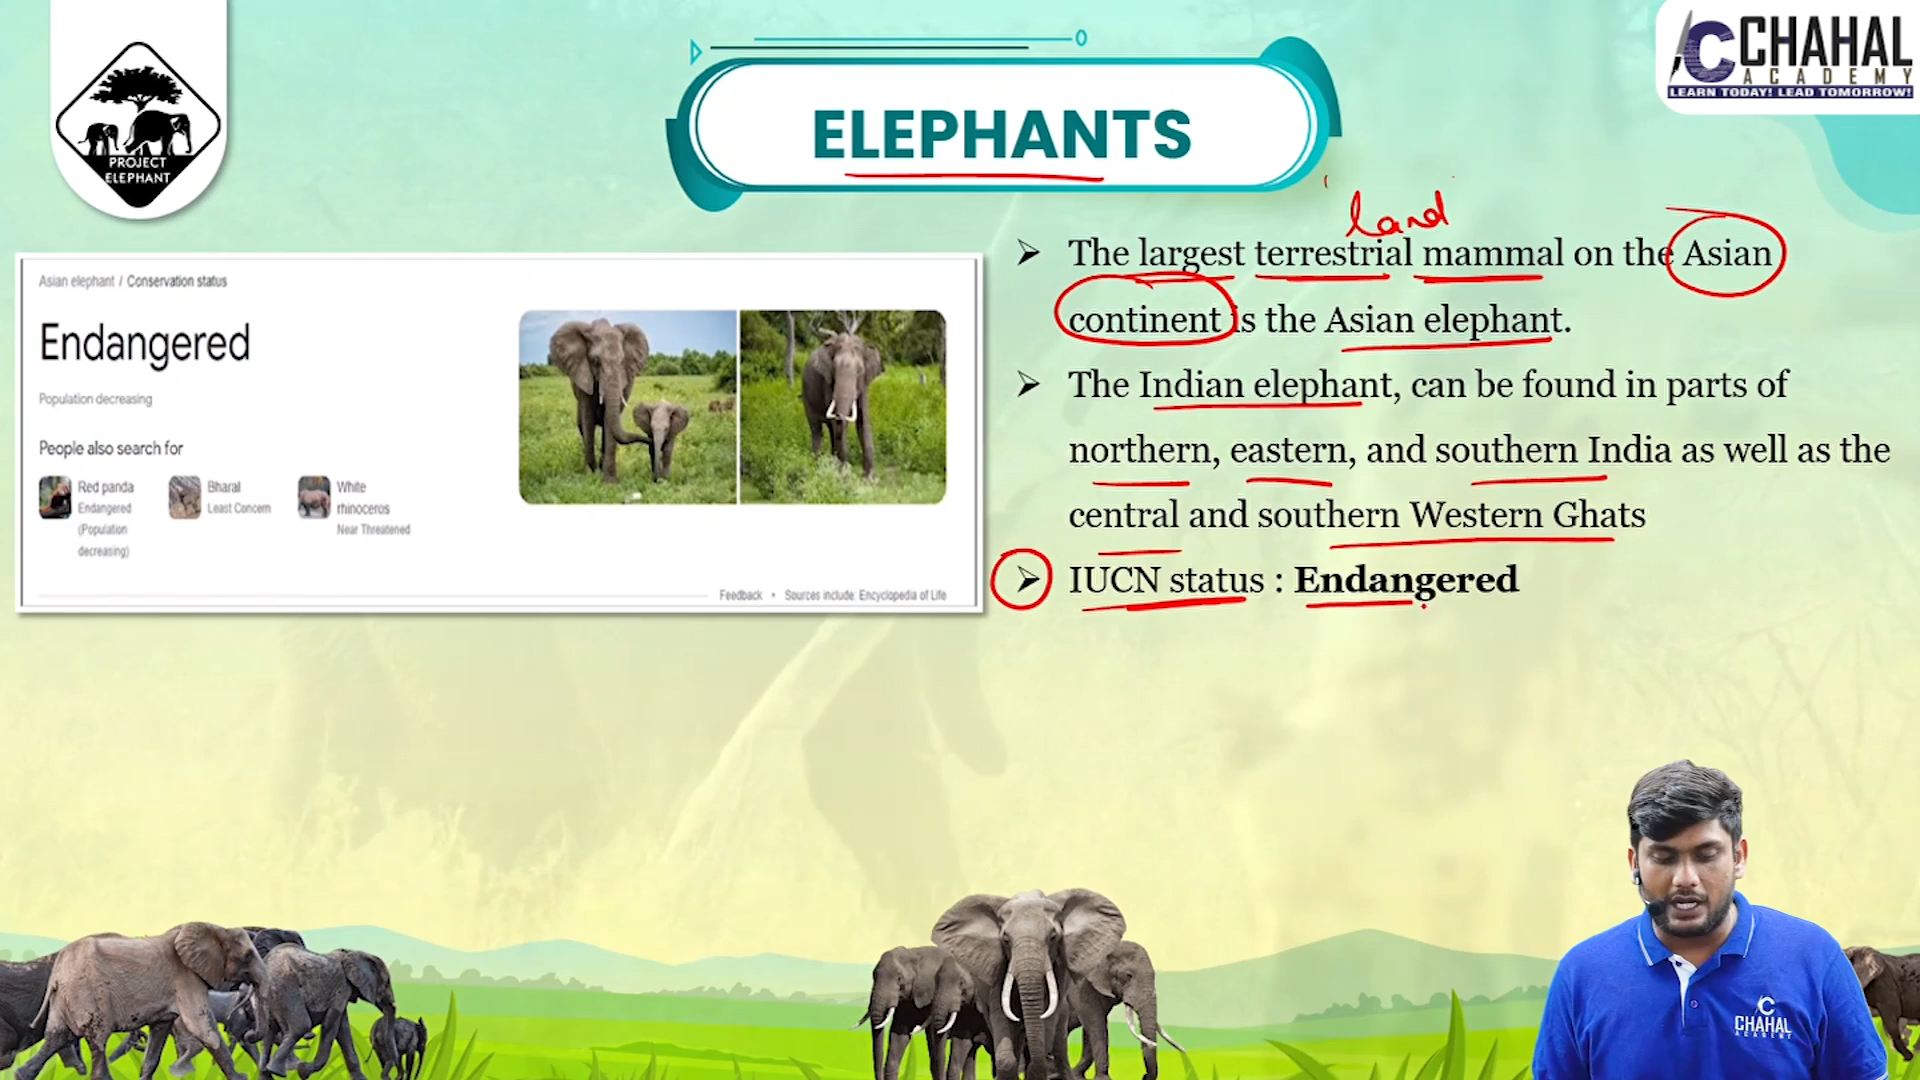 PROJECT
ELEPHANT
ELEPHANTS
CHAHAL
ACADEMY
LEARN TODAY! LEAD TOMORROW!
Asian elephant / Conservation status
Endangered
Population decreasing
People also search for
Red panda
Endangered
(Population
decreasing)
Bharal
Least Concern
White
rhinoceros
Near Threatened
Feedback • Sources include: Encyclopedia of Life
land
➢ The largest terrestrial mammal on the Asian
continent is the Asian elephant.
➢ The Indian elephant, can be found in parts of
northern, eastern, and southern India as well as the
central and southern Western Ghats
➢ IUCN status : Endangered
CHAHAL
ACADEMY